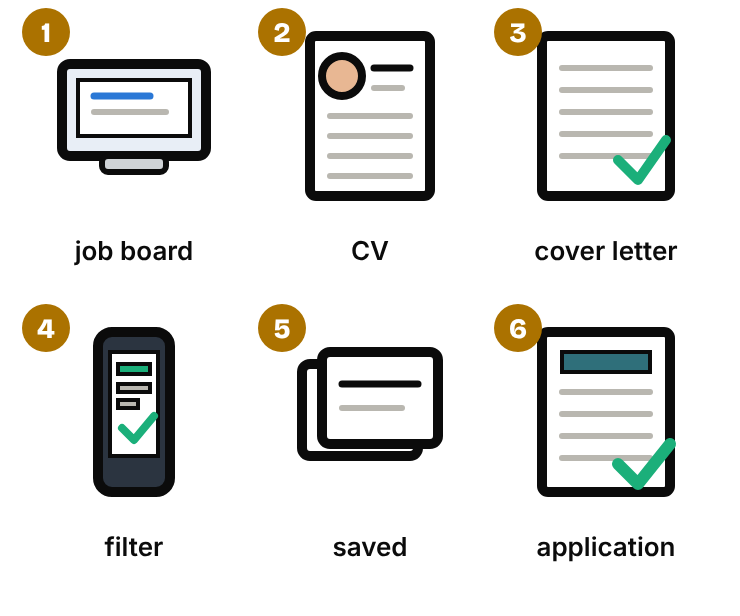 1
job board
2
CV
3
cover letter
4
filter
5
saved
6
application